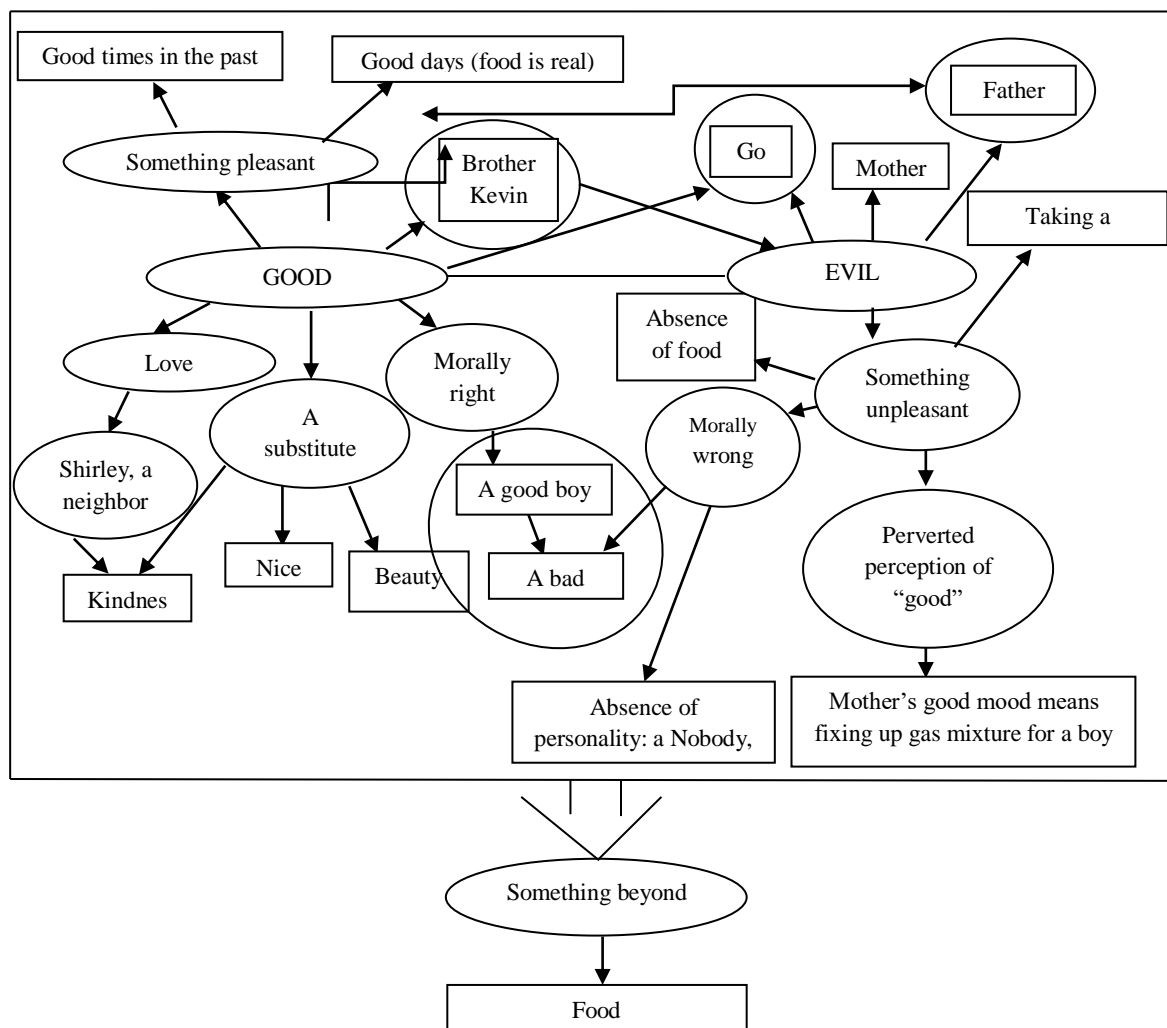 Good times in the past
Good days (food is real)
Father
Something pleasant
Brother
Kevin
Go
Mother
Taking a
GOOD
EVIL
Absence
of food
Love
Morally
right
Something
unpleasant
A
substitute
Morally
wrong
Shirley, a
neighbor
A good boy
Perverted
perception of
“good”
Nice
Beauty
A bad
Kindnes
Absence of
personality: a Nobody,
Mother’s good mood means
fixing up gas mixture for a boy
Something beyond
Food